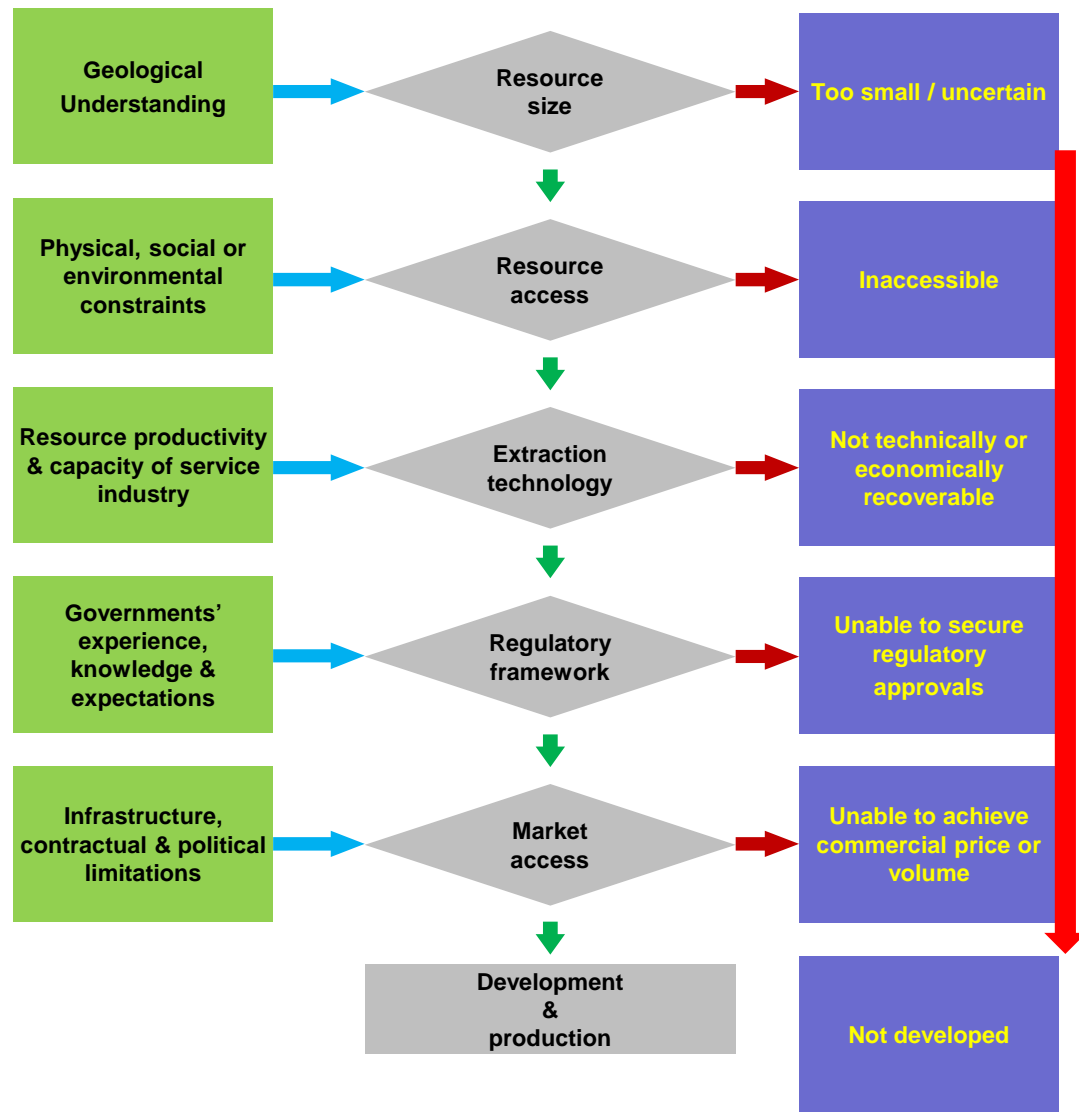 Geological
Understanding
Resource
size
Too small / uncertain
Physical, social or
environmental
constraints
Resource
access
Inaccessible
Resource productivity
& capacity of service
industry
Extraction
technology
Not technically or
economically
recoverable
Governments’
experience,
knowledge &
expectations
Regulatory
framework
Unable to secure
regulatory
approvals
Infrastructure,
contractual & political
limitations
Market
access
Unable to achieve
commercial price or
volume
Development
&
production
Not developed